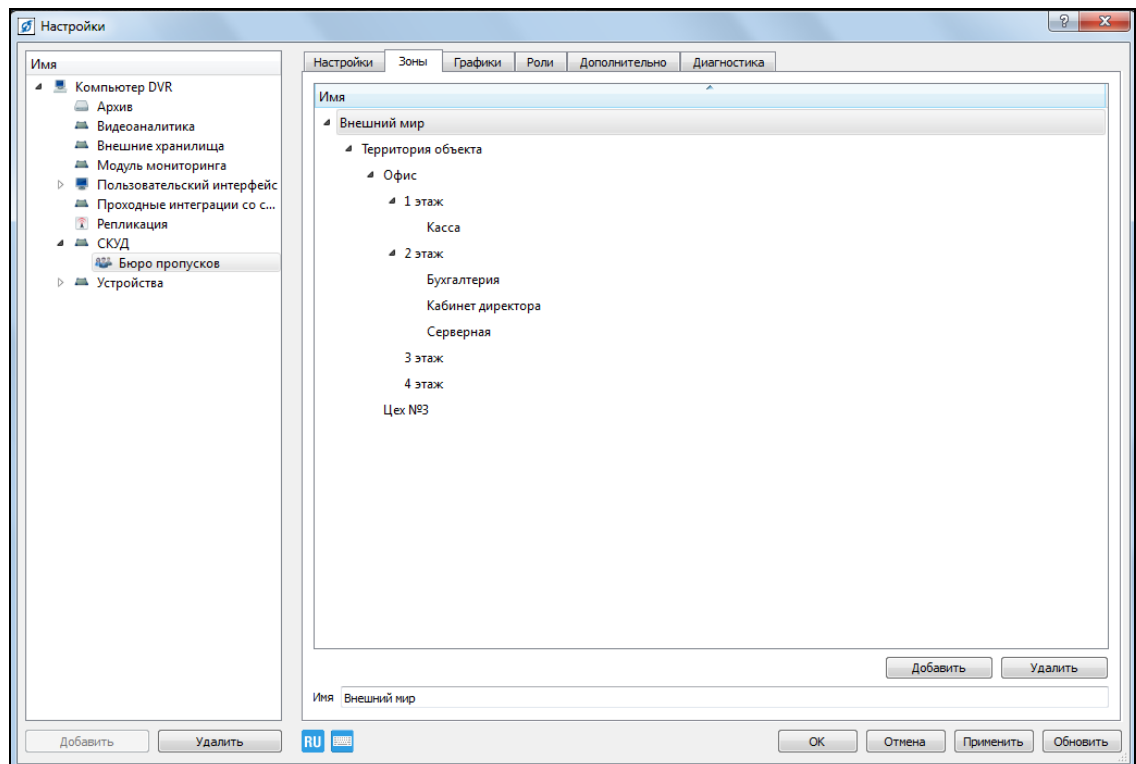 Настройки
Имя
Компьютер DVR
Архив
Видеоаналитика
Внешние хранилища
Модуль мониторинга
Пользовательский интерфейс
Проходные интеграции со с...
Репликация
СКУД
Бюро пропусков
Устройства
Добавить Удалить
Настройки Зоны Графики Роли Дополнительно Диагностика
Имя
Внешний мир
Территория объекта
Офис
1 этаж
Касса
2 этаж
Бухгалтерия
Кабинет директора
Серверная
3 этаж
4 этаж
Цех №3
Добавить Удалить
Имя Внешний мир
RU OK Отмена Применить Обновить